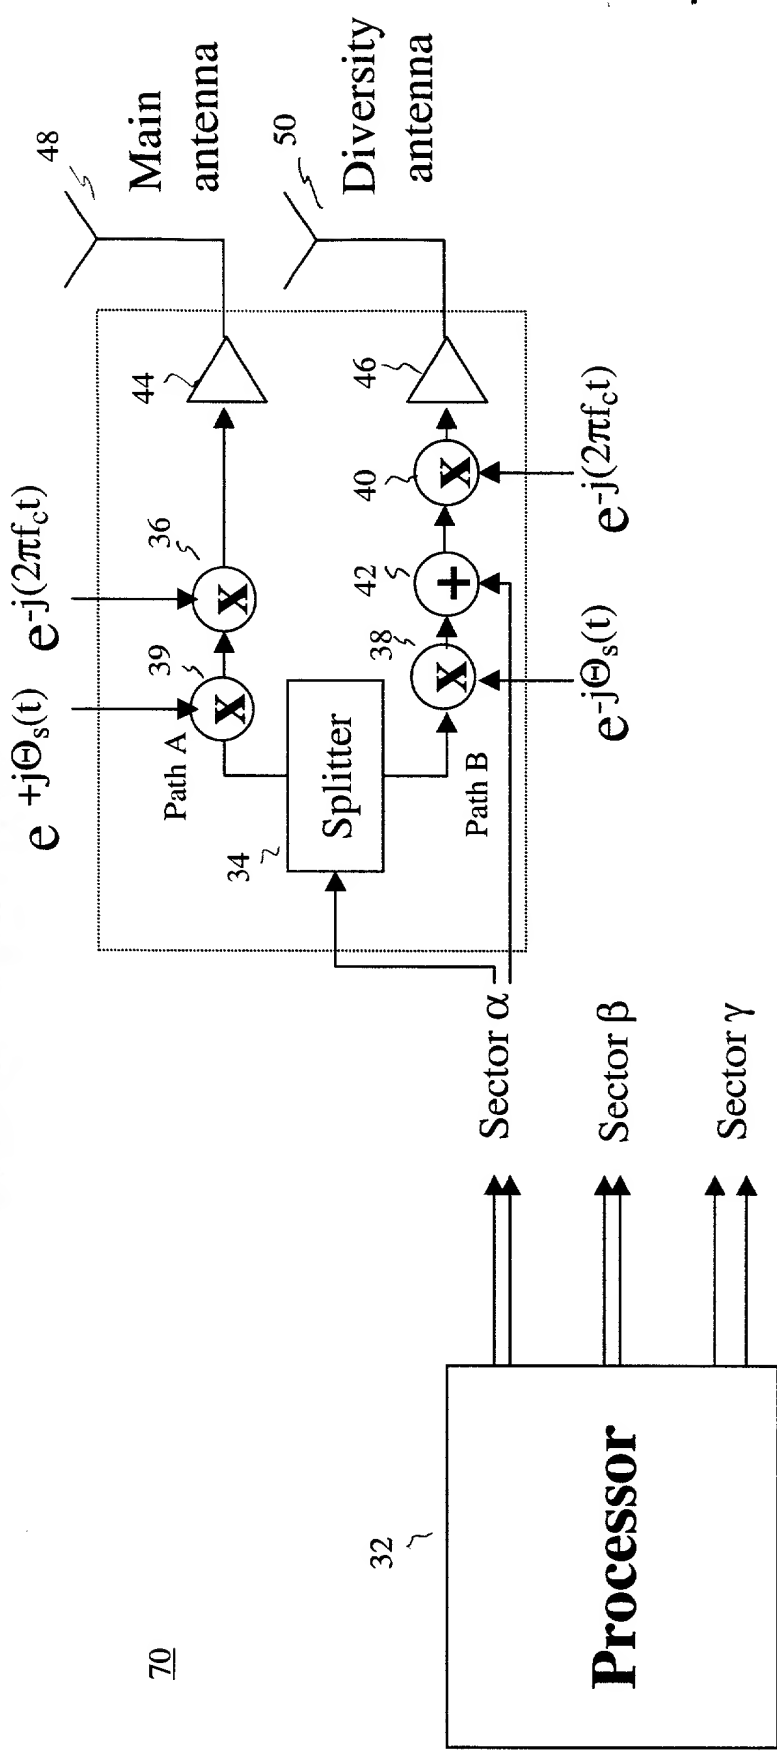 70
32
Processor
Sector α
Sector β
Sector γ
34
Splitter
Path A
Path B
e +jΘs(t)
e-j(2πfct)
39
X
36
X
38
X
42
+
40
X
e-jΘs(t)
e-j(2πfct)
44
46
48
Main
antenna
50
Diversity
antenna